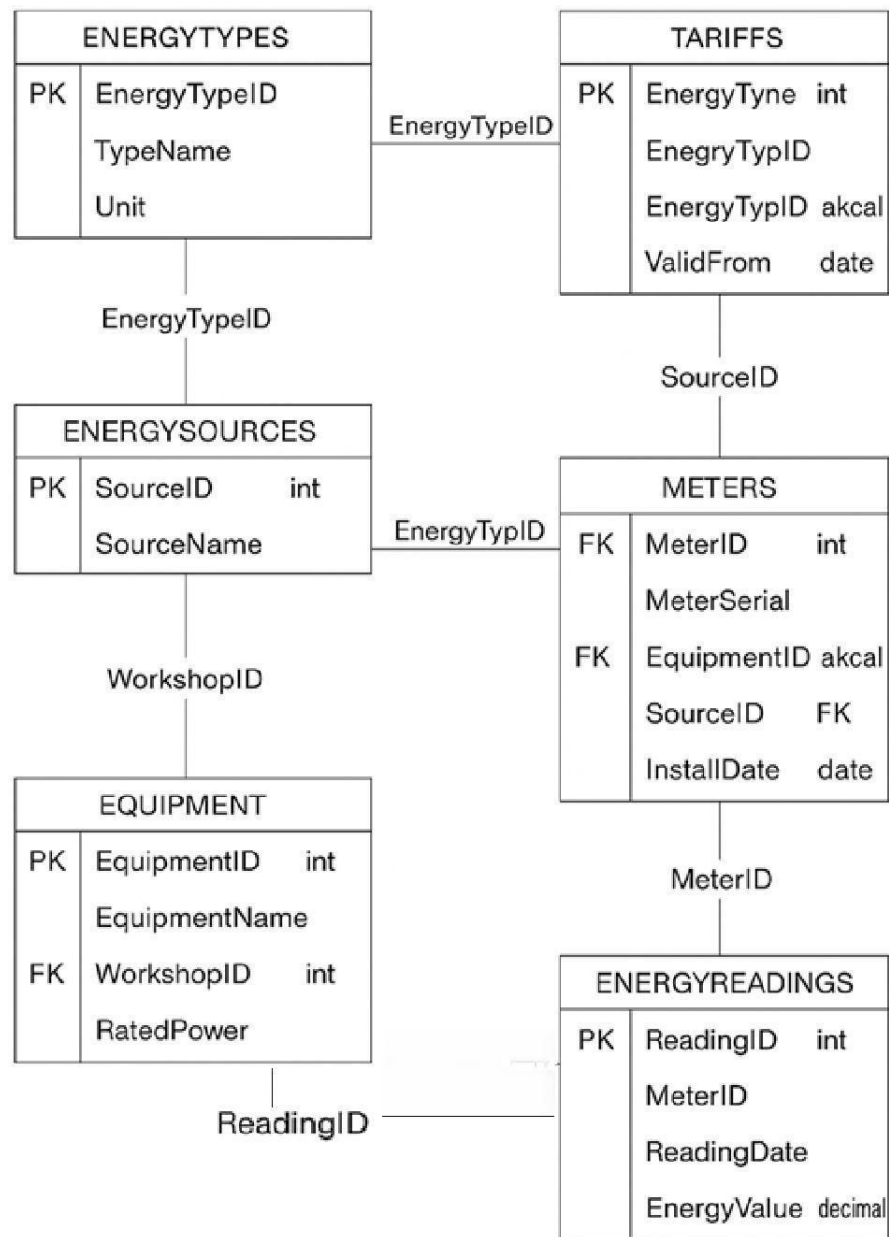 ENERGYTYPES
PK EnergyTypeID
TypeName
Unit
EnergyTypeID
TARIFFS
PK EnergyTyne int
EnegryTypID
EnergyTypID akcal
ValidFrom date
EnergyTypeID
SourceID
ENERGYSOURCES
PK SourceID int
SourceName
EnergyTypID
METERS
FK MeterID int
MeterSerial
FK EquipmentID akcal
SourceID FK
InstallDate date
WorkshopID
EQUIPMENT
PK EquipmentID int
EquipmentName
FK WorkshopID int
RatedPower
MeterID
ENERGYREADINGS
PK ReadingID int
MeterID
ReadingDate
EnergyValue decimal
ReadingID